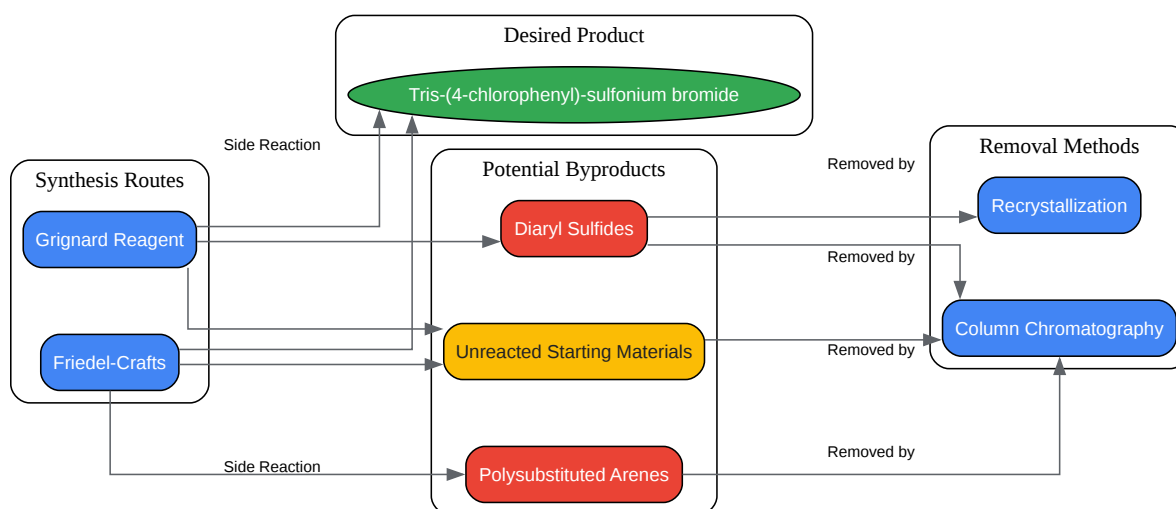 Desired Product
Tris-(4-chlorophenyl)-sulfonium bromide
Side Reaction
Synthesis Routes
Grignard Reagent
Friedel-Crafts
Side Reaction
Potential Byproducts
Diaryl Sulfides
Unreacted Starting Materials
Polysubstituted Arenes
Removed by
Removed by
Removed by
Removed by
Removal Methods
Recrystallization
Column Chromatography